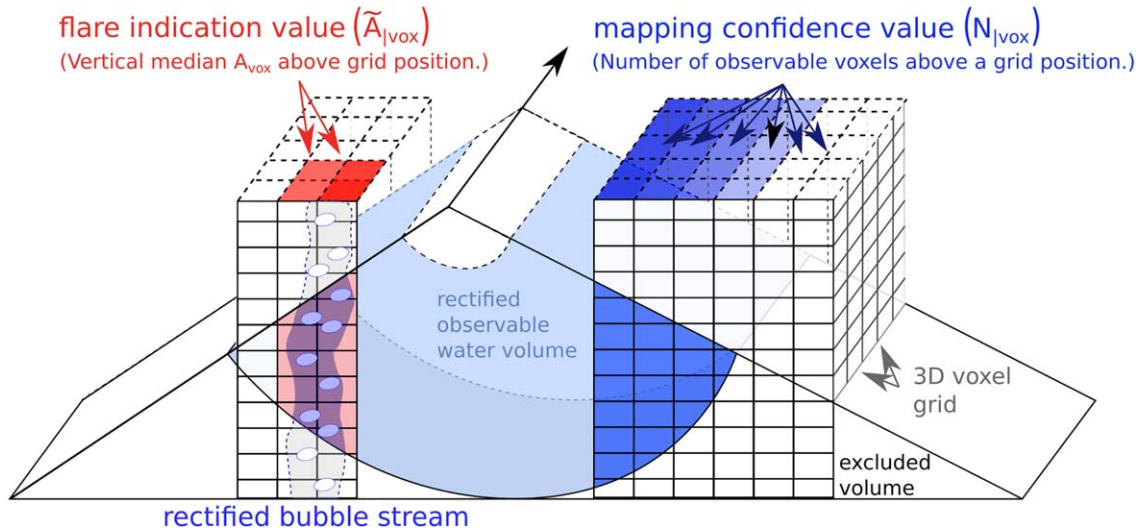 flare indication value (Ã|vox)
(Vertical median Avox above grid position.)
mapping confidence value (N|vox)
(Number of observable voxels above a grid position.)
rectified
observable
water volume
3D voxel
grid
excluded
volume
rectified bubble stream